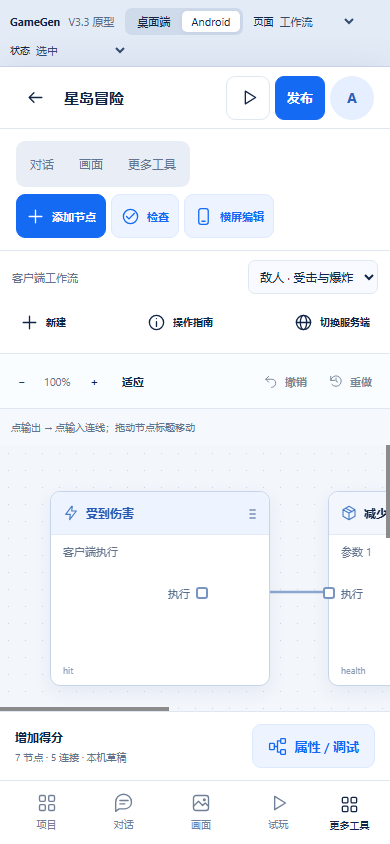 GameGen V3.3 原型 桌面端 Android 页面 工作流
状态 选中
星岛冒险 发布 A
对话 画面 更多工具
添加节点 检查 横屏编辑
客户端工作流 敌人 · 受击与爆炸
新建 操作指南 切换服务端
− 100% + 适应 撤销 重做
点输出 → 点输入连线；拖动节点标题移动
受到伤害 减少
客户端执行 参数 1
执行 执行
hit health
增加得分
7 节点 · 5 连接 · 本机草稿
属性 / 调试
项目 对话 画面 试玩 更多工具